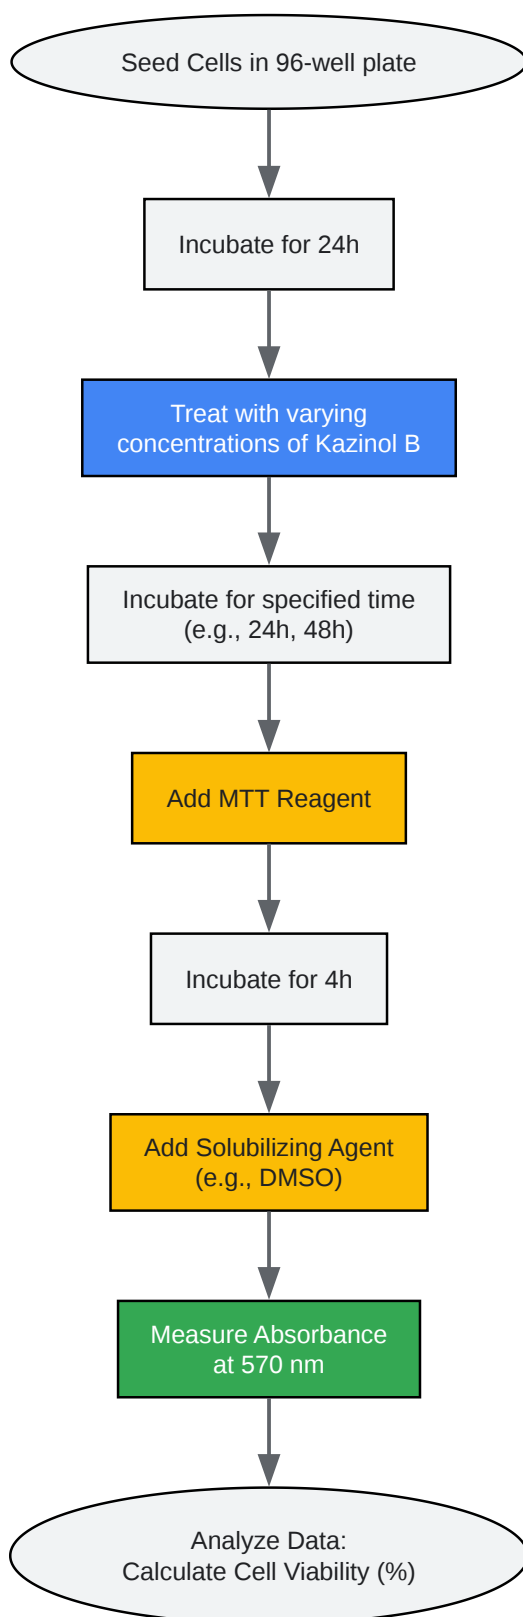 Seed Cells in 96-well plate
Incubate for 24h
Treat with varying
concentrations of Kazinol B
Incubate for specified time
(e.g., 24h, 48h)
Add MTT Reagent
Incubate for 4h
Add Solubilizing Agent
(e.g., DMSO)
Measure Absorbance
at 570 nm
Analyze Data:
Calculate Cell Viability (%)